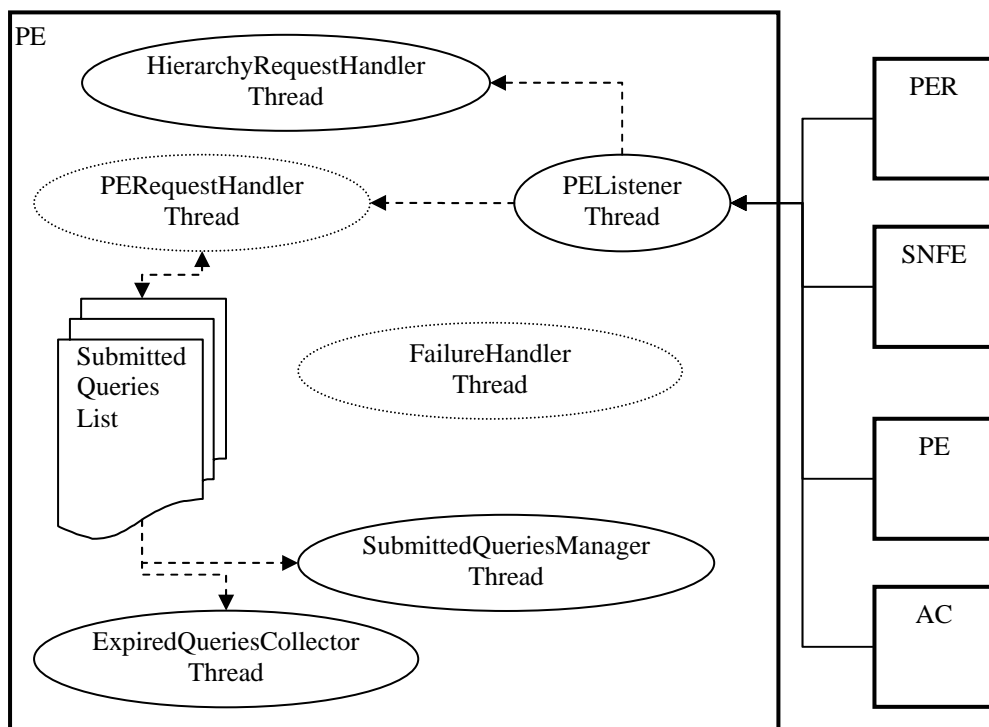 PE
HierarchyRequestHandler
Thread
PER
PERequestHandler
Thread
PEListener
Thread
SNFE
Submitted
Queries
List
FailureHandler
Thread
PE
SubmittedQueriesManager
Thread
AC
ExpiredQueriesCollector
Thread